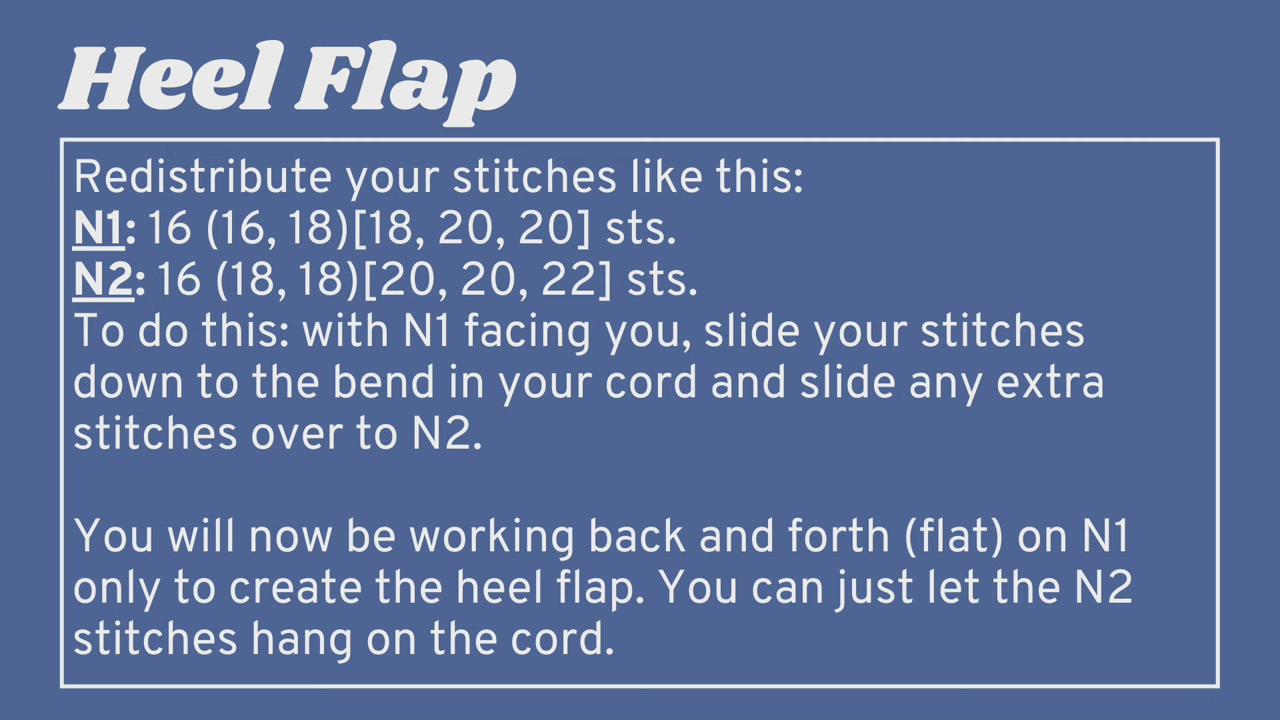 Heel Flap
Redistribute your stitches like this:
N1: 16 (16, 18)[18, 20, 20] sts.
N2: 16 (18, 18)[20, 20, 22] sts.
To do this: with N1 facing you, slide your stitches
down to the bend in your cord and slide any extra
stitches over to N2.
You will now be working back and forth (flat) on N1
only to create the heel flap. You can just let the N2
stitches hang on the cord.